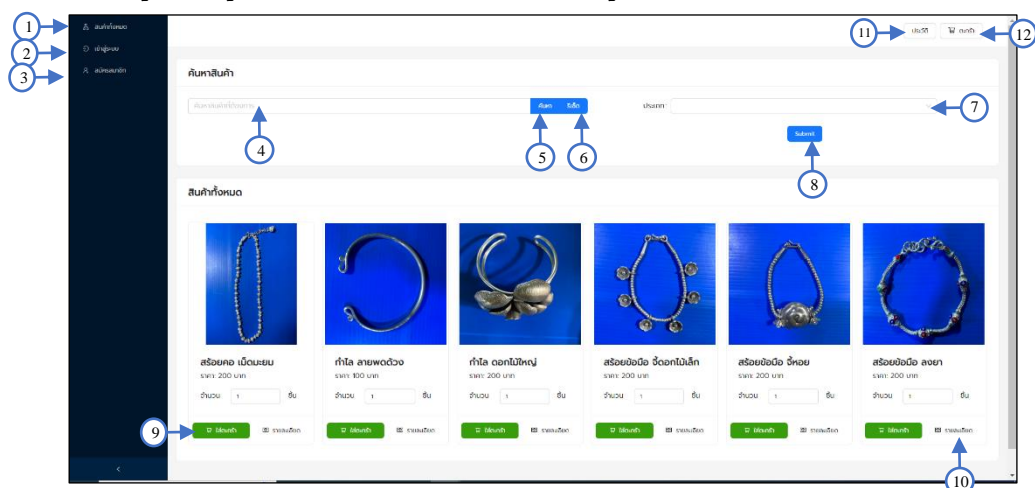 1 สินค้าทั้งหมด
2 เข้าสู่ระบบ
3 สมัครสมาชิก
11 ประวัติ ตะกร้า 12
ค้นหาสินค้า
ค้นหาสินค้าที่ต้องการ ค้นหา รีเซ็ต ประเภท: 7
4 5 6 Submit
8
สินค้าทั้งหมด
สร้อยคอ เม็ดมะยม กำไล ลายพดด้วง กำไล ดอกไม้ใหญ่ สร้อยข้อมือ จี้ดอกไม้เล็ก สร้อยข้อมือ จี้หอย สร้อยข้อมือ ลงยา
ราคา: 200 บาท ราคา: 100 บาท ราคา: 200 บาท ราคา: 200 บาท ราคา: 200 บาท ราคา: 200 บาท
จำนวน 1 ชิ้น จำนวน 1 ชิ้น จำนวน 1 ชิ้น จำนวน 1 ชิ้น จำนวน 1 ชิ้น จำนวน 1 ชิ้น
9 ใส่ตะกร้า รายละเอียด ใส่ตะกร้า รายละเอียด ใส่ตะกร้า รายละเอียด ใส่ตะกร้า รายละเอียด ใส่ตะกร้า รายละเอียด ใส่ตะกร้า รายละเอียด
10